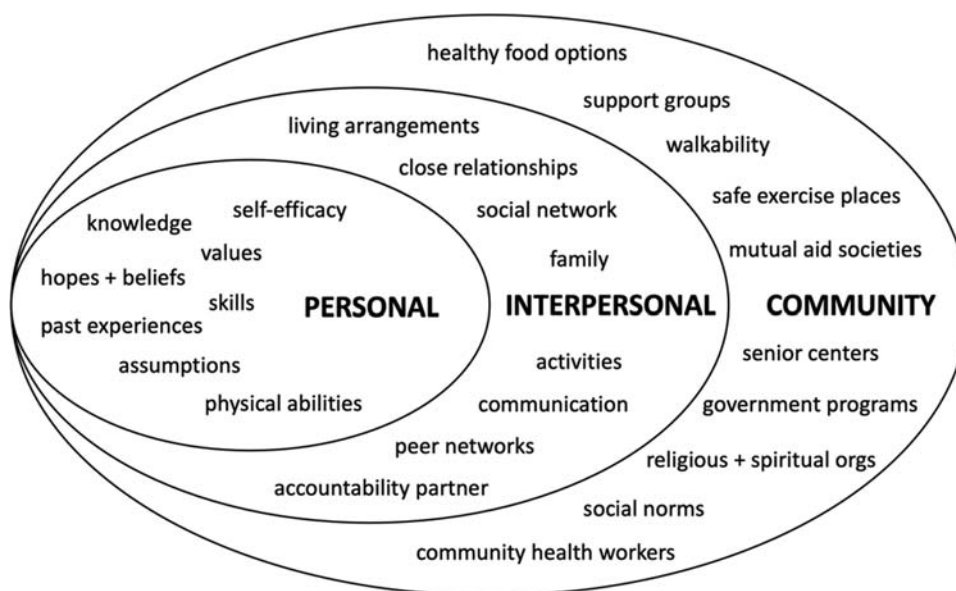 healthy food options
support groups
living arrangements
walkability
close relationships
safe exercise places
self-efficacy
social network
knowledge
values
family
mutual aid societies
hopes + beliefs
skills
PERSONAL
INTERPERSONAL
COMMUNITY
past experiences
assumptions
activities
senior centers
physical abilities
communication
government programs
peer networks
religious + spiritual orgs
accountability partner
social norms
community health workers